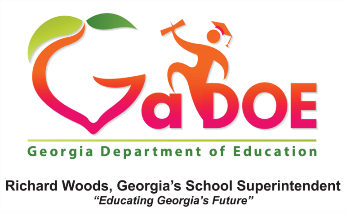 GaDOE
Georgia Department of Education
Richard Woods, Georgia's School Superintendent
“Educating Georgia's Future”